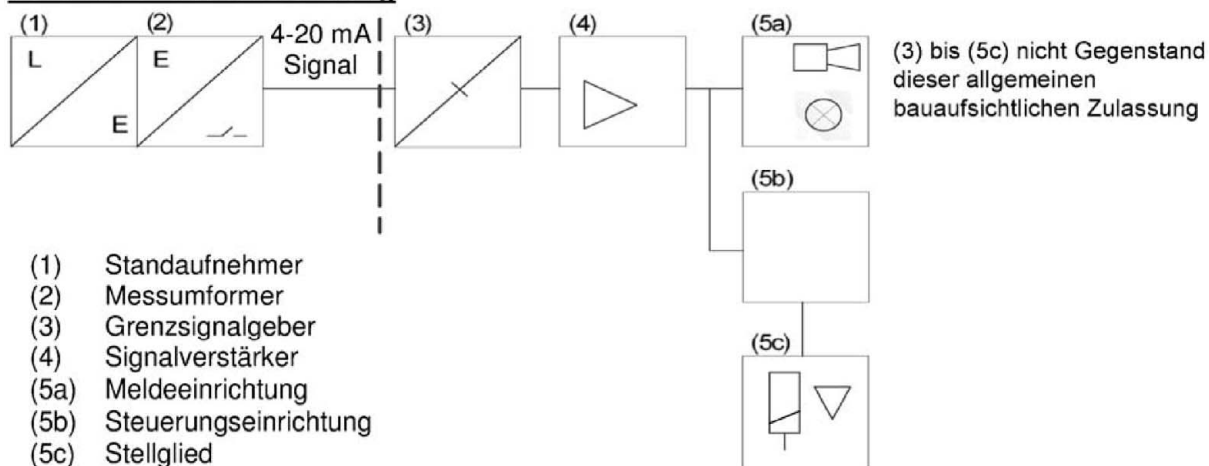 (1)
(2)
4-20 mA
Signal
(3)
(4)
(5a)
L
E
E
(3) bis (5c) nicht Gegenstand
dieser allgemeinen
bauaufsichtlichen Zulassung
(5b)
(5c)
(1) Standaufnehmer
(2) Messumformer
(3) Grenzsignalgeber
(4) Signalverstärker
(5a) Meldeeinrichtung
(5b) Steuerungseinrichtung
(5c) Stellglied